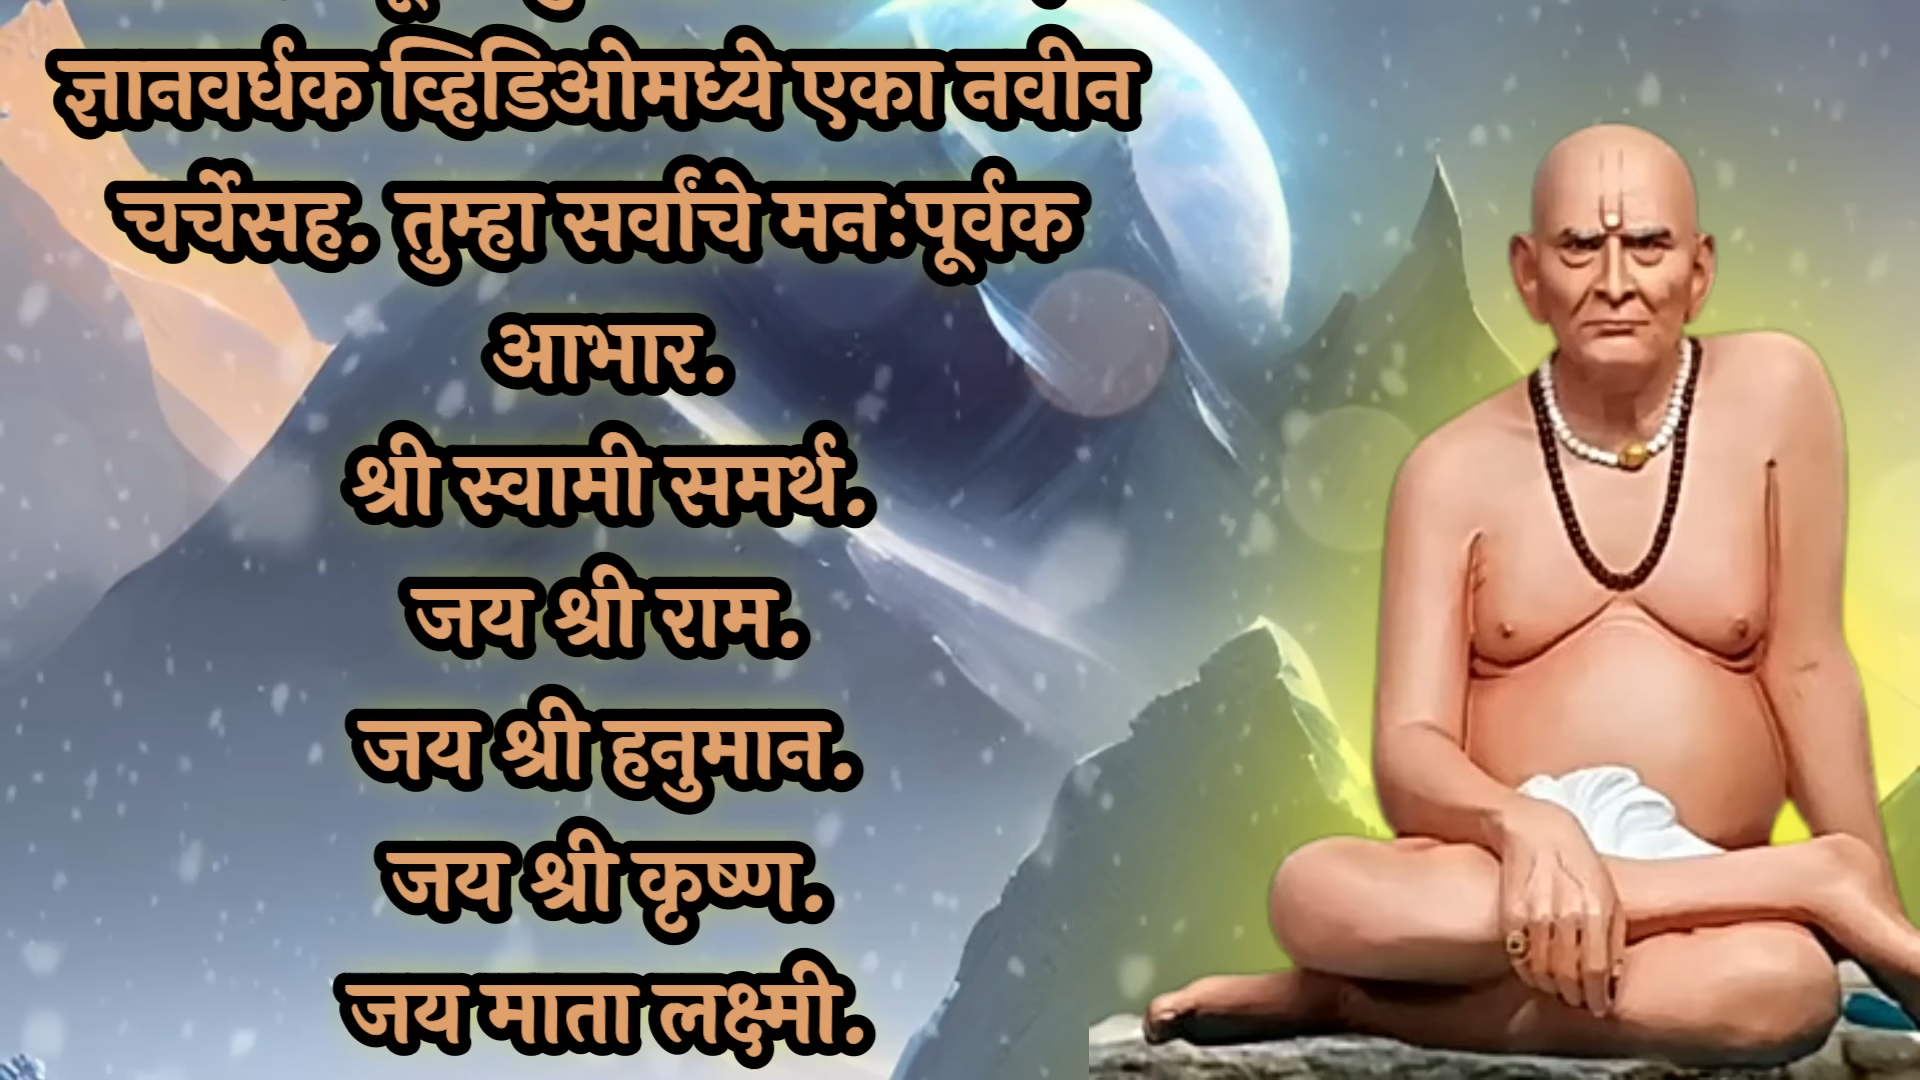 ज्ञानवर्धक व्हिडिओमध्ये एका नवीन
चर्चेसह. तुम्हा सर्वांचे मनःपूर्वक
आभार.
श्री स्वामी समर्थ.
जय श्री राम.
जय श्री हनुमान.
जय श्री कृष्ण.
जय माता लक्ष्मी.